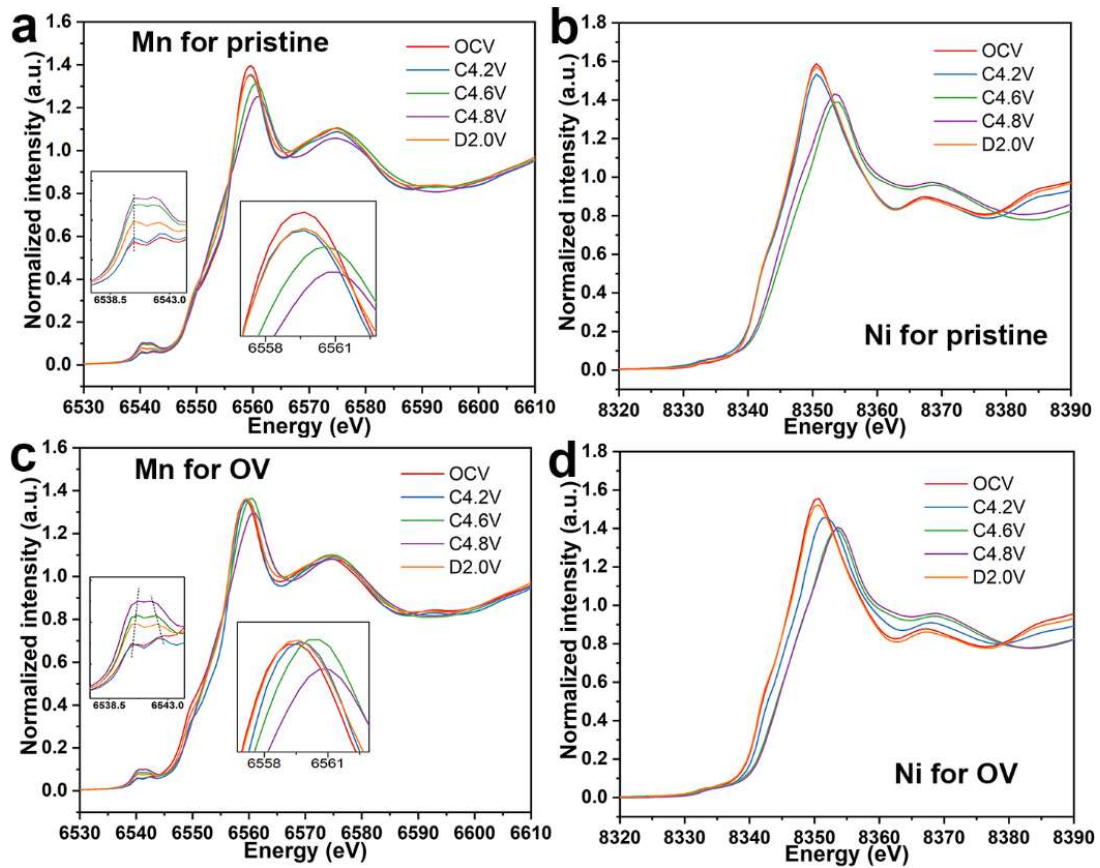 a
Mn for pristine
OCV
C4.2V
C4.6V
C4.8V
D2.0V
Normalized intensity (a.u.)
1.6
1.4
1.2
1.0
0.8
0.6
0.4
0.2
0.0
6538.5 6543.0
6558 6561
6530 6540 6550 6560 6570 6580 6590 6600 6610
Energy (eV)
b
OCV
C4.2V
C4.6V
C4.8V
D2.0V
Ni for pristine
Normalized intensity (a.u.)
1.8
1.6
1.4
1.2
1.0
0.8
0.6
0.4
0.2
0.0
8320 8330 8340 8350 8360 8370 8380 8390
Energy (eV)
c
Mn for OV
OCV
C4.2V
C4.6V
C4.8V
D2.0V
Normalized intensity (a.u.)
1.6
1.4
1.2
1.0
0.8
0.6
0.4
0.2
0.0
6538.5 6543.0
6558 6561
6530 6540 6550 6560 6570 6580 6590 6600 6610
Energy (eV)
d
OCV
C4.2V
C4.6V
C4.8V
D2.0V
Ni for OV
Normalized intensity (a.u.)
1.8
1.6
1.4
1.2
1.0
0.8
0.6
0.4
0.2
0.0
8320 8330 8340 8350 8360 8370 8380 8390
Energy (eV)